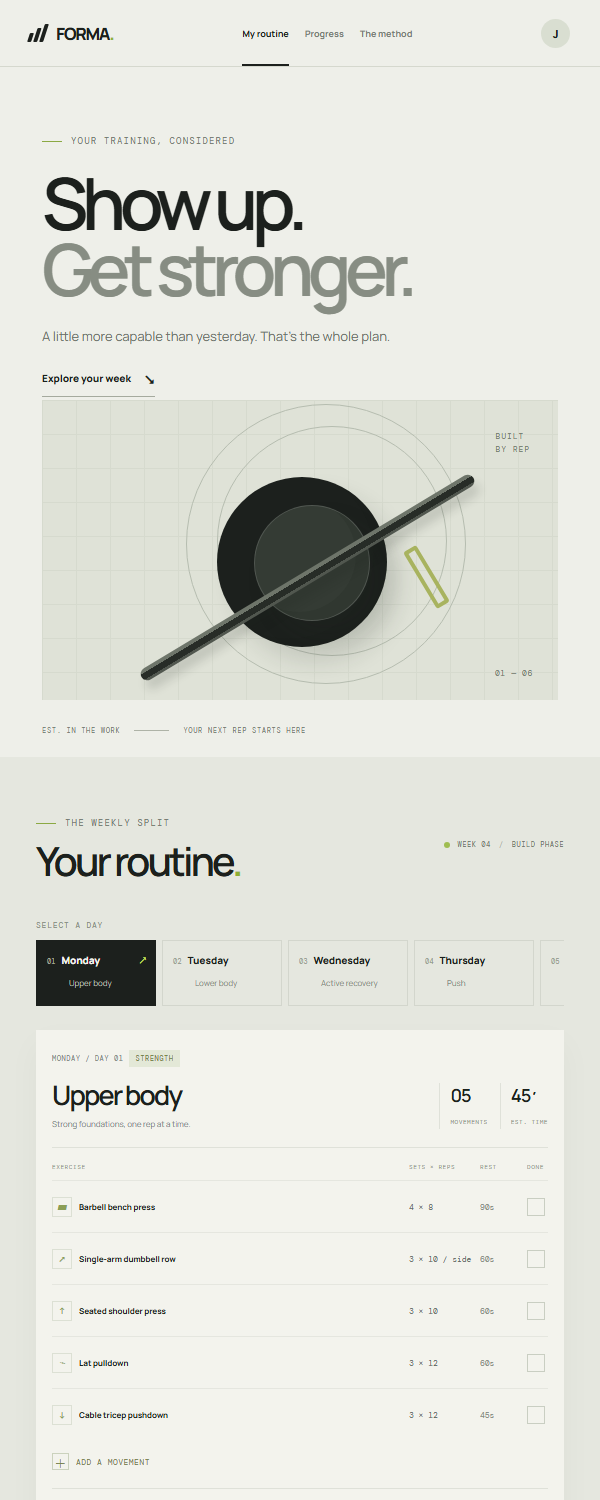 FORMA.
My routine
Progress
The method
J
YOUR TRAINING, CONSIDERED
Show up.
Get stronger.
A little more capable than yesterday. That's the whole plan.
Explore your week ↘
BUILT
BY REP
01 — 06
EST. IN THE WORK
YOUR NEXT REP STARTS HERE
THE WEEKLY SPLIT
Your routine.
WEEK 04 / BUILD PHASE
SELECT A DAY
01 Monday ↗
Upper body
02 Tuesday
Lower body
03 Wednesday
Active recovery
04 Thursday
Push
05
MONDAY / DAY 01 STRENGTH
Upper body
Strong foundations, one rep at a time.
05
MOVEMENTS
45′
EST. TIME
EXERCISE SETS × REPS REST DONE
Barbell bench press 4 × 8 90s
↗ Single-arm dumbbell row 3 × 10 / side 60s
↑ Seated shoulder press 3 × 10 60s
~ Lat pulldown 3 × 12 60s
↓ Cable tricep pushdown 3 × 12 45s
+ ADD A MOVEMENT